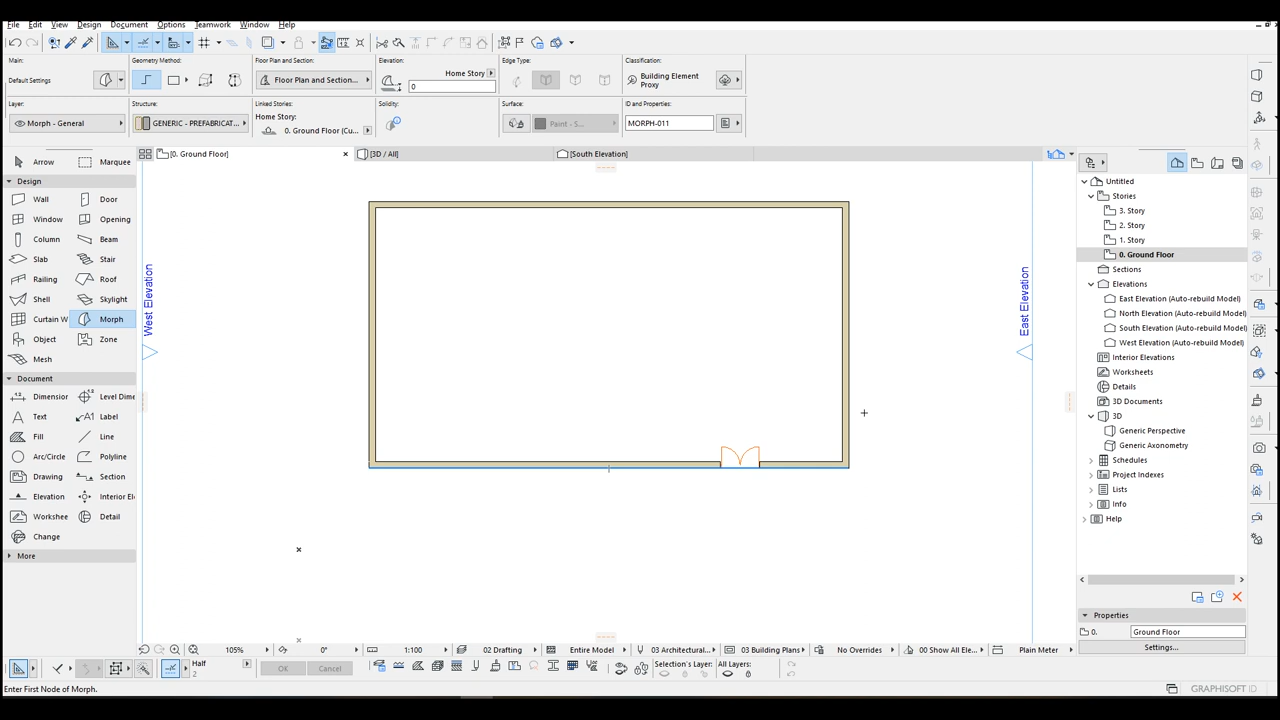 File Edit View Design Document Options Teamwork Window Help
Main: Geometry Method: Floor Plan and Section: Elevation: Edge Type: Classification:
Default Settings Floor Plan and Section... Home Story Building Element Proxy
0
Layer: Structure: Linked Stories: Solidity: Surface: ID and Properties:
Home Story:
Morph - General GENERIC - PREFABRICAT... 0. Ground Floor (Cu... Paint - S... MORPH-011
[0. Ground Floor] [3D / All] [South Elevation]
Arrow Marquee
Design
Wall Door
Window Opening
Column Beam
Slab Stair
Railing Roof
Shell Skylight
Curtain W Morph
Object Zone
Mesh
Document
Dimension Level Dime
Text Label
Fill Line
Arc/Circle Polyline
Drawing Section
Elevation Interior El
Workshee Detail
Change
More
West Elevation
East Elevation
Untitled
Stories
3. Story
2. Story
1. Story
0. Ground Floor
Sections
Elevations
East Elevation (Auto-rebuild Model)
North Elevation (Auto-rebuild Model)
South Elevation (Auto-rebuild Model)
West Elevation (Auto-rebuild Model)
Interior Elevations
Worksheets
Details
3D Documents
3D
Generic Perspective
Generic Axonometry
Schedules
Project Indexes
Lists
Info
Help
Properties
0. Ground Floor
Settings...
105% 0° 1:100 02 Drafting Entire Model 03 Architectural... 03 Building Plans No Overrides 00 Show All Ele... Plain Meter
Half
2
OK Cancel
Selection's Layer: All Layers:
Enter First Node of Morph.
GRAPHISOFT ID